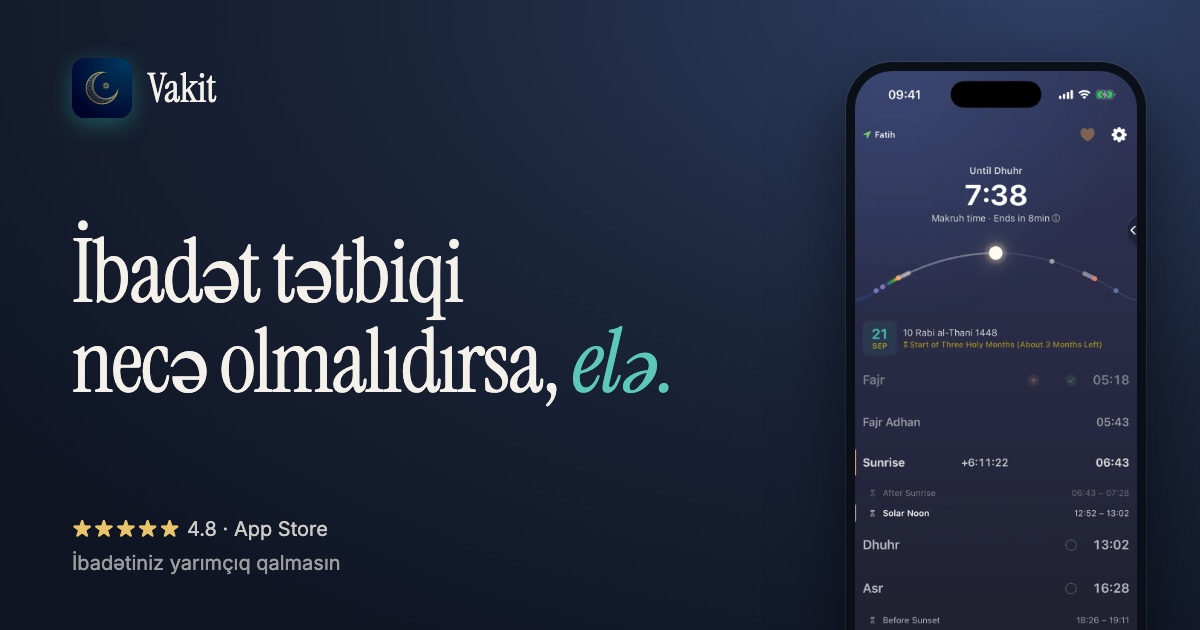 Vakit
İbadət tətbiqi
necə olmalıdırsa, elə.
4.8 · App Store
İbadətiniz yarımçıq qalmasın
09:41
Fatih
Until Dhuhr
7:38
Makruh time · Ends in 8min
21
SEP
10 Rabi al-Thani 1448
Start of Three Holy Months (About 3 Months Left)
Fajr 05:18
Fajr Adhan 05:43
Sunrise +6:11:22 06:43
After Sunrise 06:43 – 07:28
Solar Noon 12:52 – 13:02
Dhuhr 13:02
Asr 16:28
Before Sunset 18:26 – 19:11